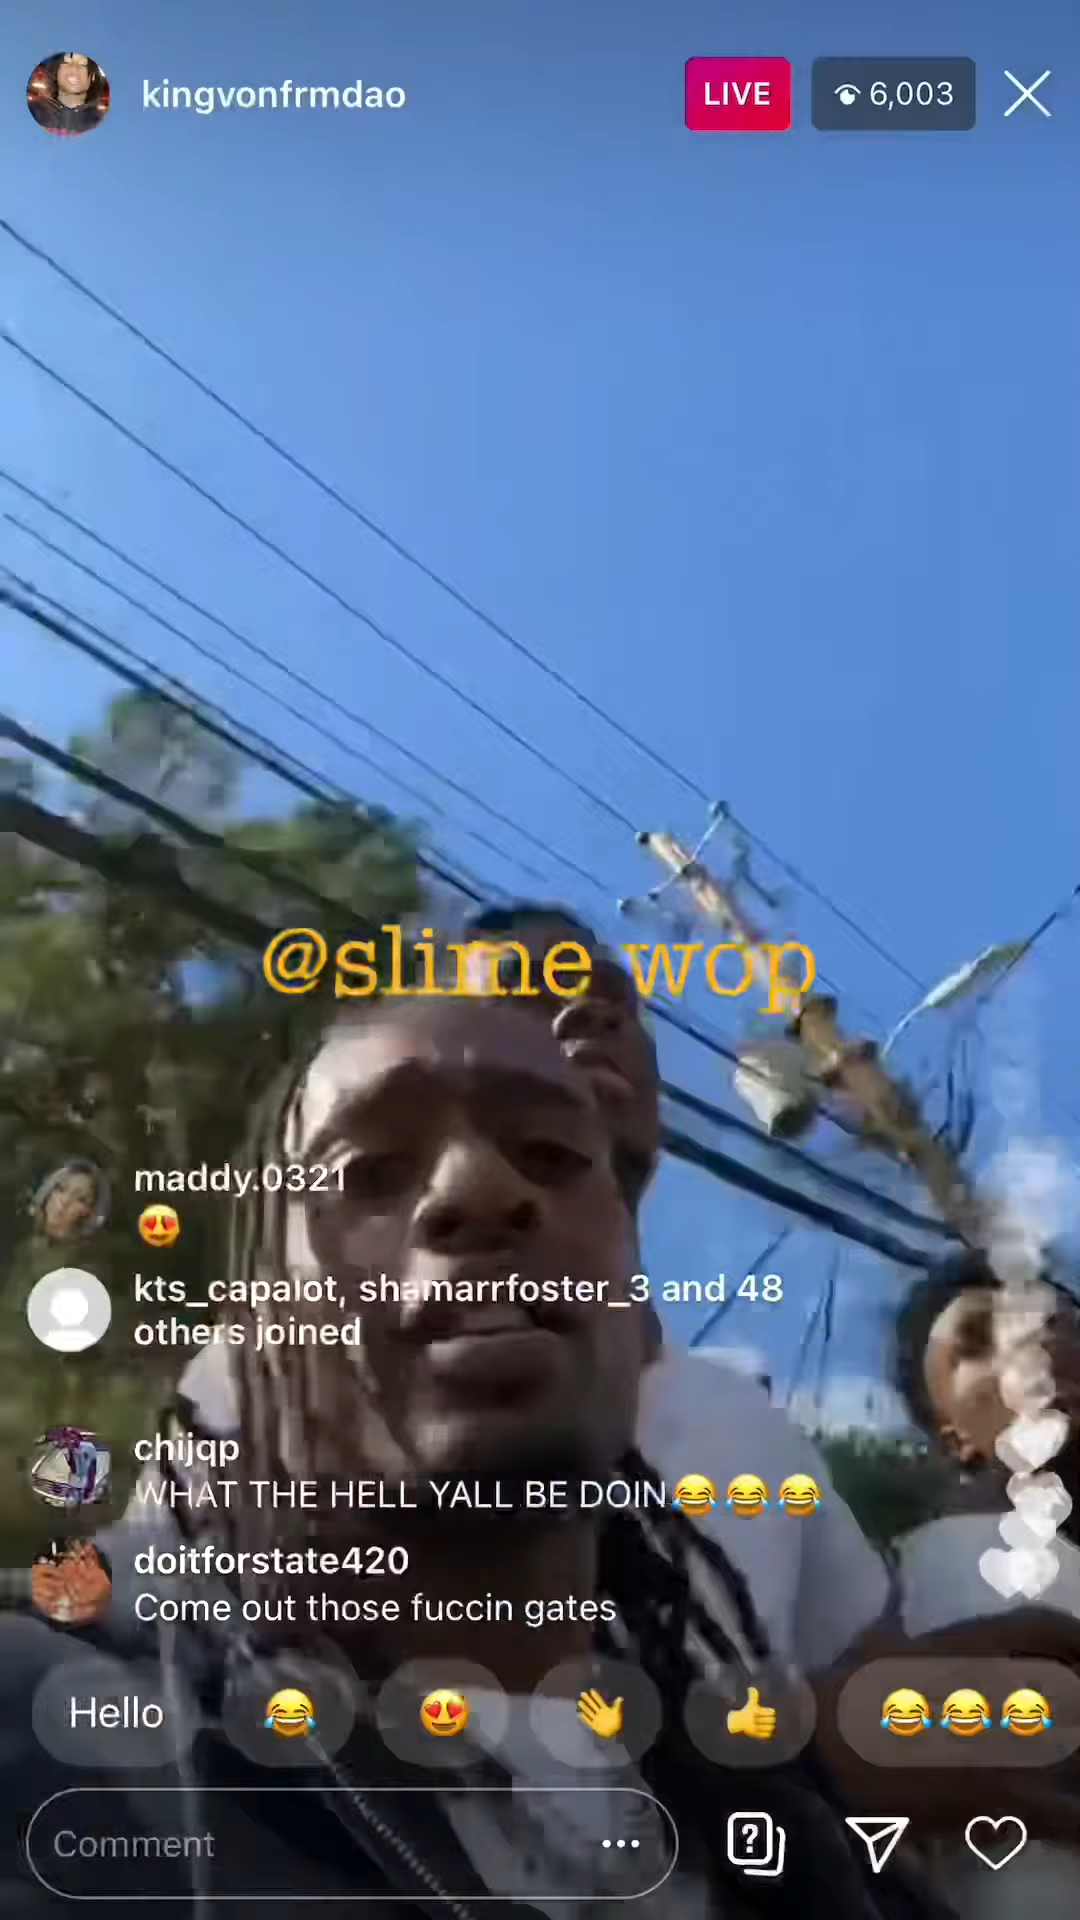 kingvonfrmdao
LIVE
6,003
@slime wop
maddy.0321
😍
kts_capalot, shamarrfoster_3 and 48
others joined
chijqp
WHAT THE HELL YALL BE DOIN😂😂😂
doitforstate420
Come out those fuccin gates
Hello 😂 😍 👋 👍 😂😂😂
Comment